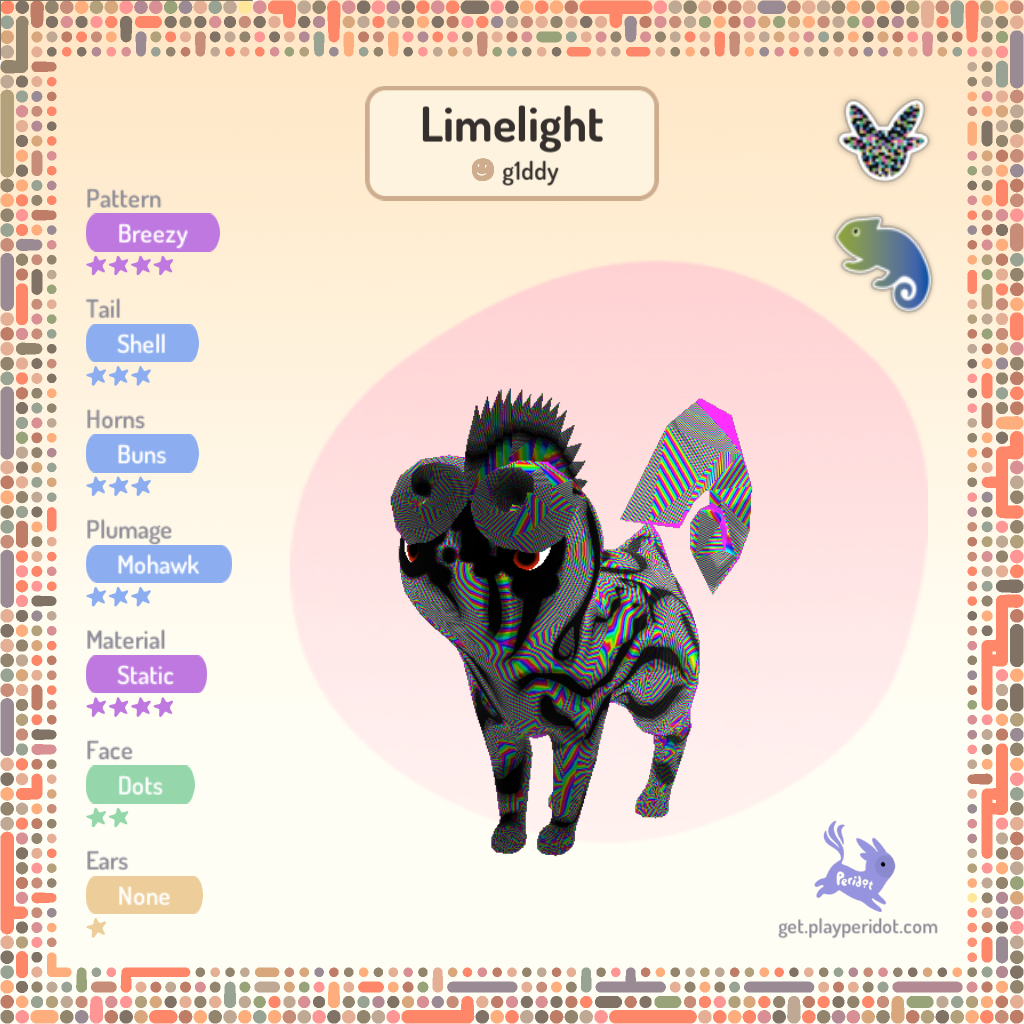 Limelight
g1ddy
Pattern
Breezy
Tail
Shell
Horns
Buns
Plumage
Mohawk
Material
Static
Face
Dots
Ears
None
Peridot
get.playperidot.com